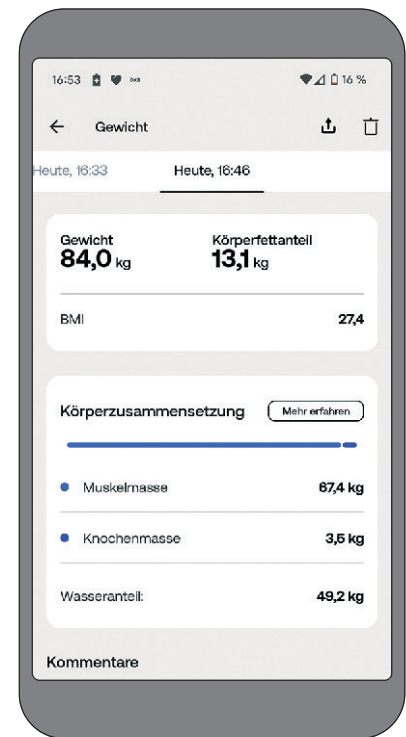 16:53
16 %
Gewicht
Heute, 16:33 Heute, 16:46
Gewicht Körperfettanteil
84,0 kg 13,1 kg
BMI 27,4
Körperzusammensetzung Mehr erfahren
Muskelmasse 67,4 kg
Knochenmasse 3,5 kg
Wasseranteil: 49,2 kg
Kommentare